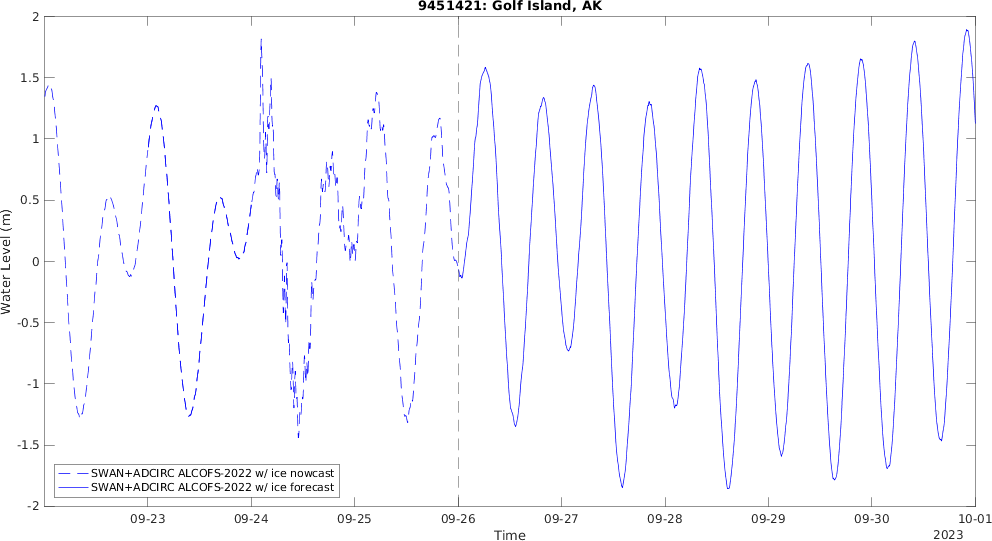 9451421: Golf Island, AK
2
1.5
1
0.5
0
-0.5
-1
-1.5
-2
Water Level (m)
SWAN+ADCIRC ALCOFS-2022 w/ ice nowcast
SWAN+ADCIRC ALCOFS-2022 w/ ice forecast
09-23 09-24 09-25 09-26 09-27 09-28 09-29 09-30 10-01
Time
2023